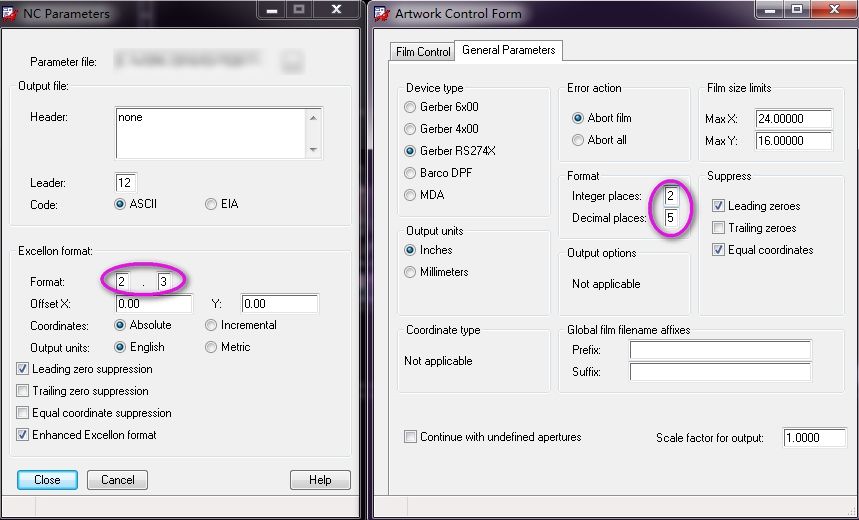 NC Parameters
Parameter file:
Output file:
Header:
none
Leader:
12
Code:
ASCII
EIA
Excellon format:
Format:
2 . 3
Offset X:
0.00
Y:
0.00
Coordinates:
Absolute
Incremental
Output units:
English
Metric
Leading zero suppression
Trailing zero suppression
Equal coordinate suppression
Enhanced Excellon format
Close
Cancel
Help
Artwork Control Form
Film Control
General Parameters
Device type
Gerber 6x00
Gerber 4x00
Gerber RS274X
Barco DPF
MDA
Error action
Abort film
Abort all
Film size limits
Max X:
24.00000
Max Y:
16.00000
Format
Integer places:
2
Decimal places:
5
Suppress
Leading zeroes
Trailing zeroes
Equal coordinates
Output units
Inches
Millimeters
Output options
Not applicable
Coordinate type
Not applicable
Global film filename affixes
Prefix:
Suffix:
Continue with undefined apertures
Scale factor for output:
1.0000